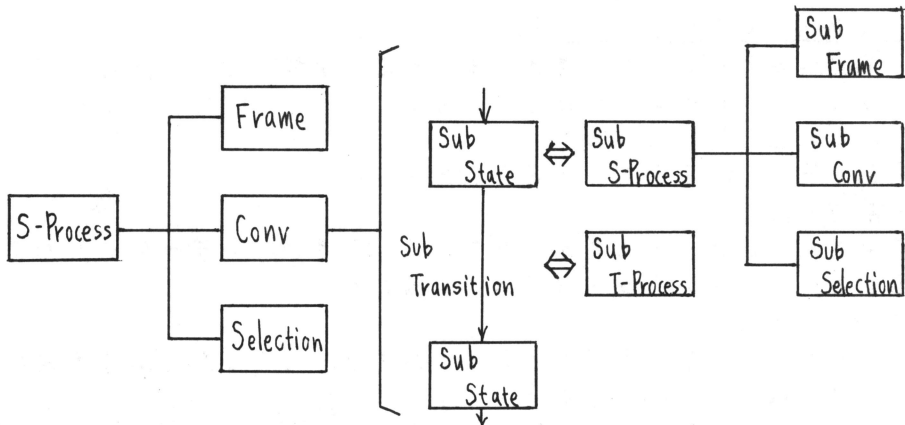 S-Process
Frame
Conv
Selection
Sub
State
Sub
Transition
Sub
State
Sub
S-Process
Sub
T-Process
Sub
Frame
Sub
Conv
Sub
Selection